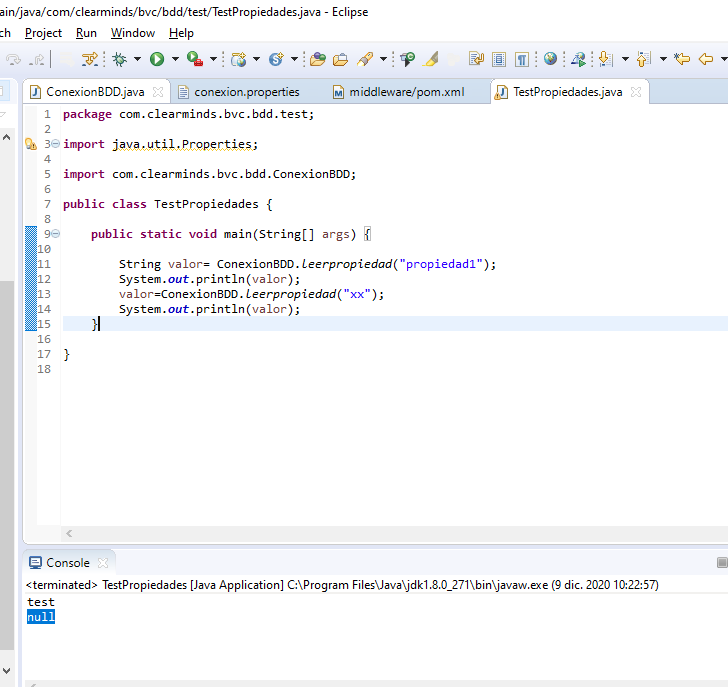 ain/java/com/clearminds/bvc/bdd/test/TestPropiedades.java - Eclipse
ch Project Run Window Help
ConexionBDD.java conexion.properties middleware/pom.xml TestPropiedades.java
1 package com.clearminds.bvc.bdd.test;
2
3 import java.util.Properties;
4
5 import com.clearminds.bvc.bdd.ConexionBDD;
6
7 public class TestPropiedades {
8
9 public static void main(String[] args) {
10
11 String valor= ConexionBDD.leerpropiedad("propiedad1");
12 System.out.println(valor);
13 valor=ConexionBDD.leerpropiedad("xx");
14 System.out.println(valor);
15 }
16
17 }
18
Console
<terminated> TestPropiedades [Java Application] C:\Program Files\Java\jdk1.8.0_271\bin\javaw.exe (9 dic. 2020 10:22:57)
test
null